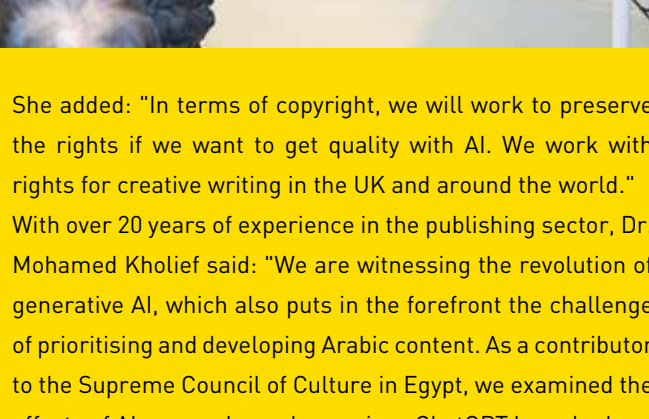 She added: "In terms of copyright, we will work to preserve
the rights if we want to get quality with AI. We work with
rights for creative writing in the UK and around the world."
With over 20 years of experience in the publishing sector, Dr.
Mohamed Kholief said: "We are witnessing the revolution of
generative AI, which also puts in the forefront the challenge
of prioritising and developing Arabic content. As a contributor
to the Supreme Council of Culture in Egypt, we examined the